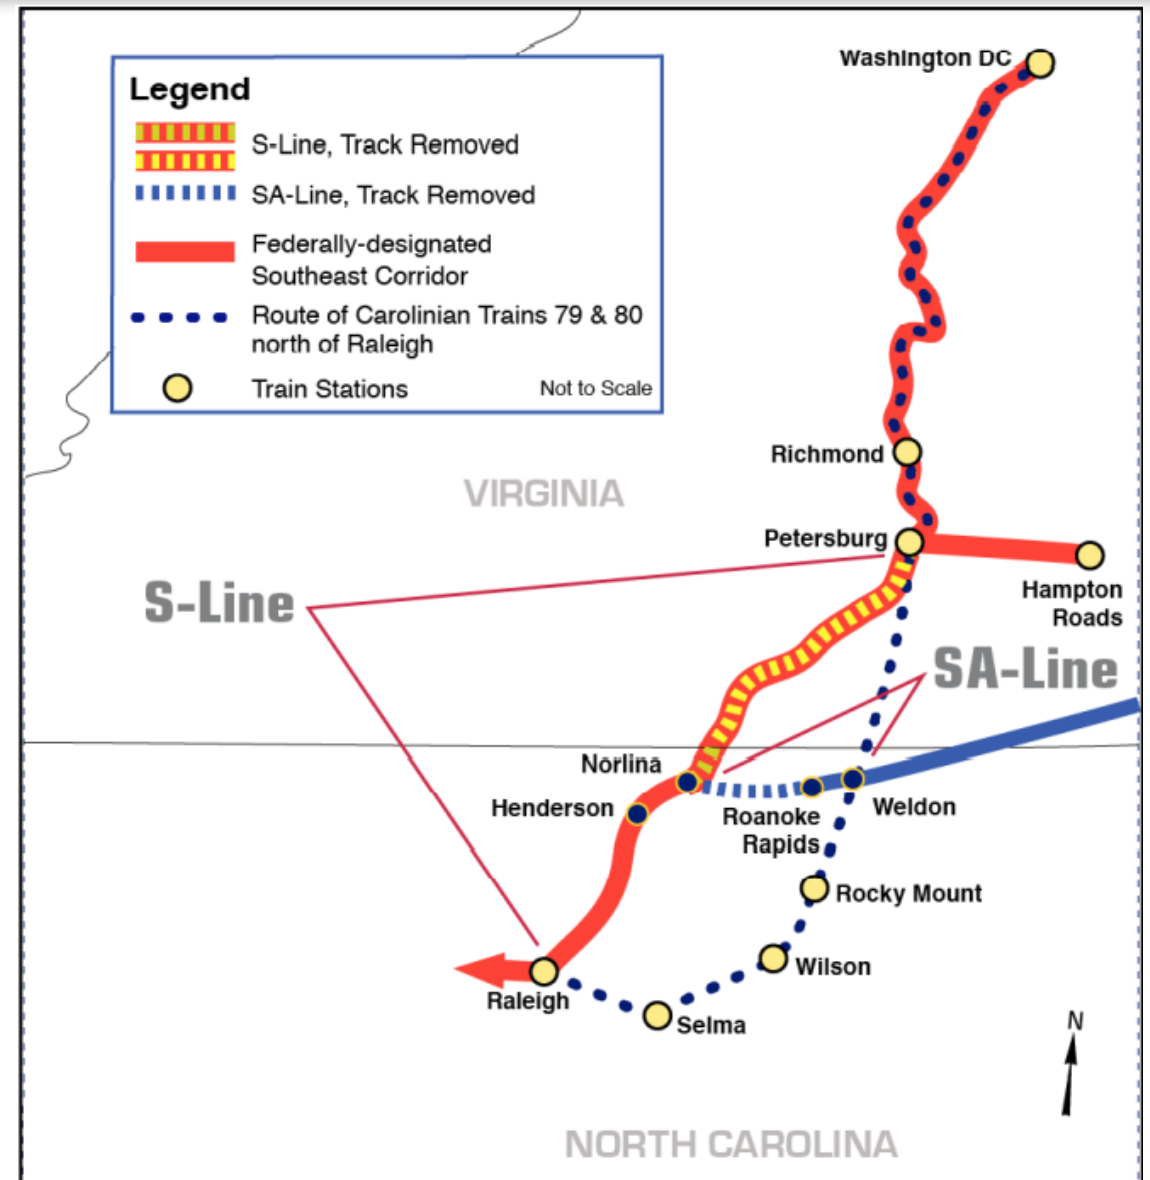 Washington DC
Legend
S-Line, Track Removed
SA-Line, Track Removed
Federally-designated
Southeast Corridor
Route of Carolinian Trains 79 & 80
north of Raleigh
Train Stations
Not to Scale
Richmond
VIRGINIA
Petersburg
S-Line
Hampton
Roads
SA-Line
Norlina
Henderson
Roanoke
Rapids
Weldon
Rocky Mount
Wilson
Raleigh
Selma
N
NORTH CAROLINA